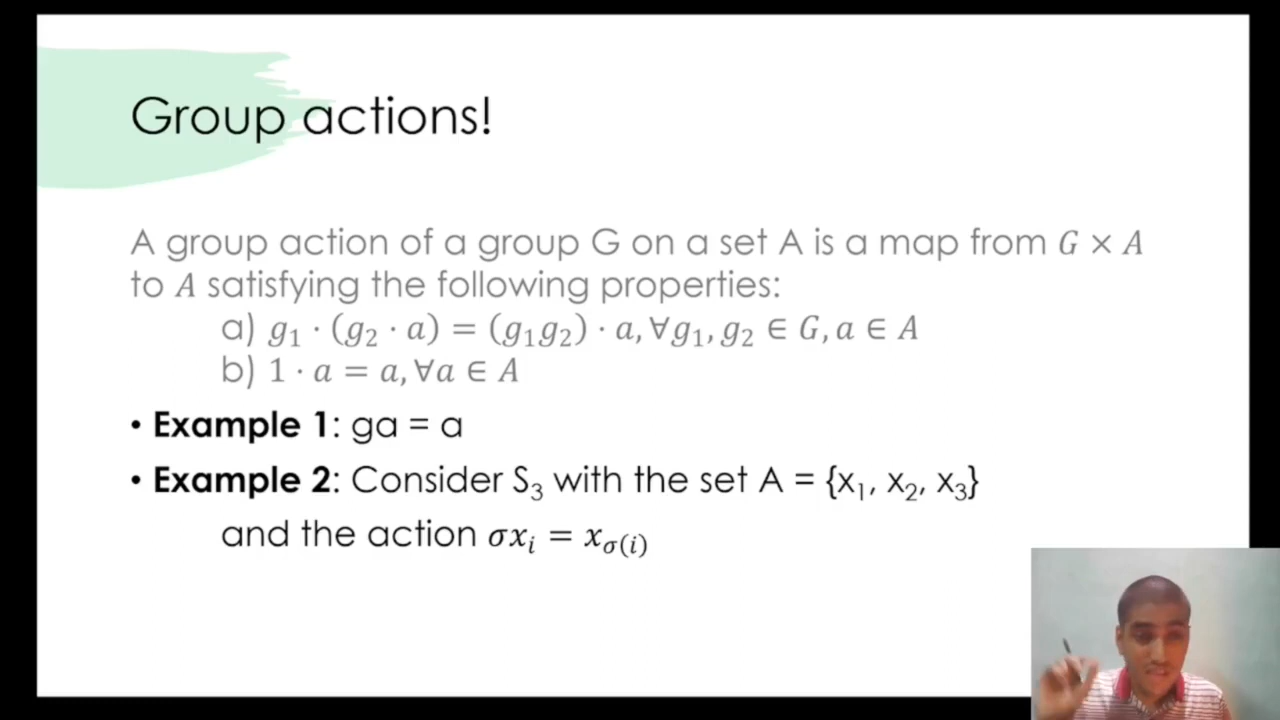 Group actions!
A group action of a group G on a set A is a map from G × A
to A satisfying the following properties:
a) g₁ · (g₂ · a) = (g₁g₂) · a, ∀g₁, g₂ ∈ G, a ∈ A
b) 1 · a = a, ∀a ∈ A
• Example 1: ga = a
• Example 2: Consider S₃ with the set A = {x₁, x₂, x₃}
and the action σxᵢ = x_σ(i)